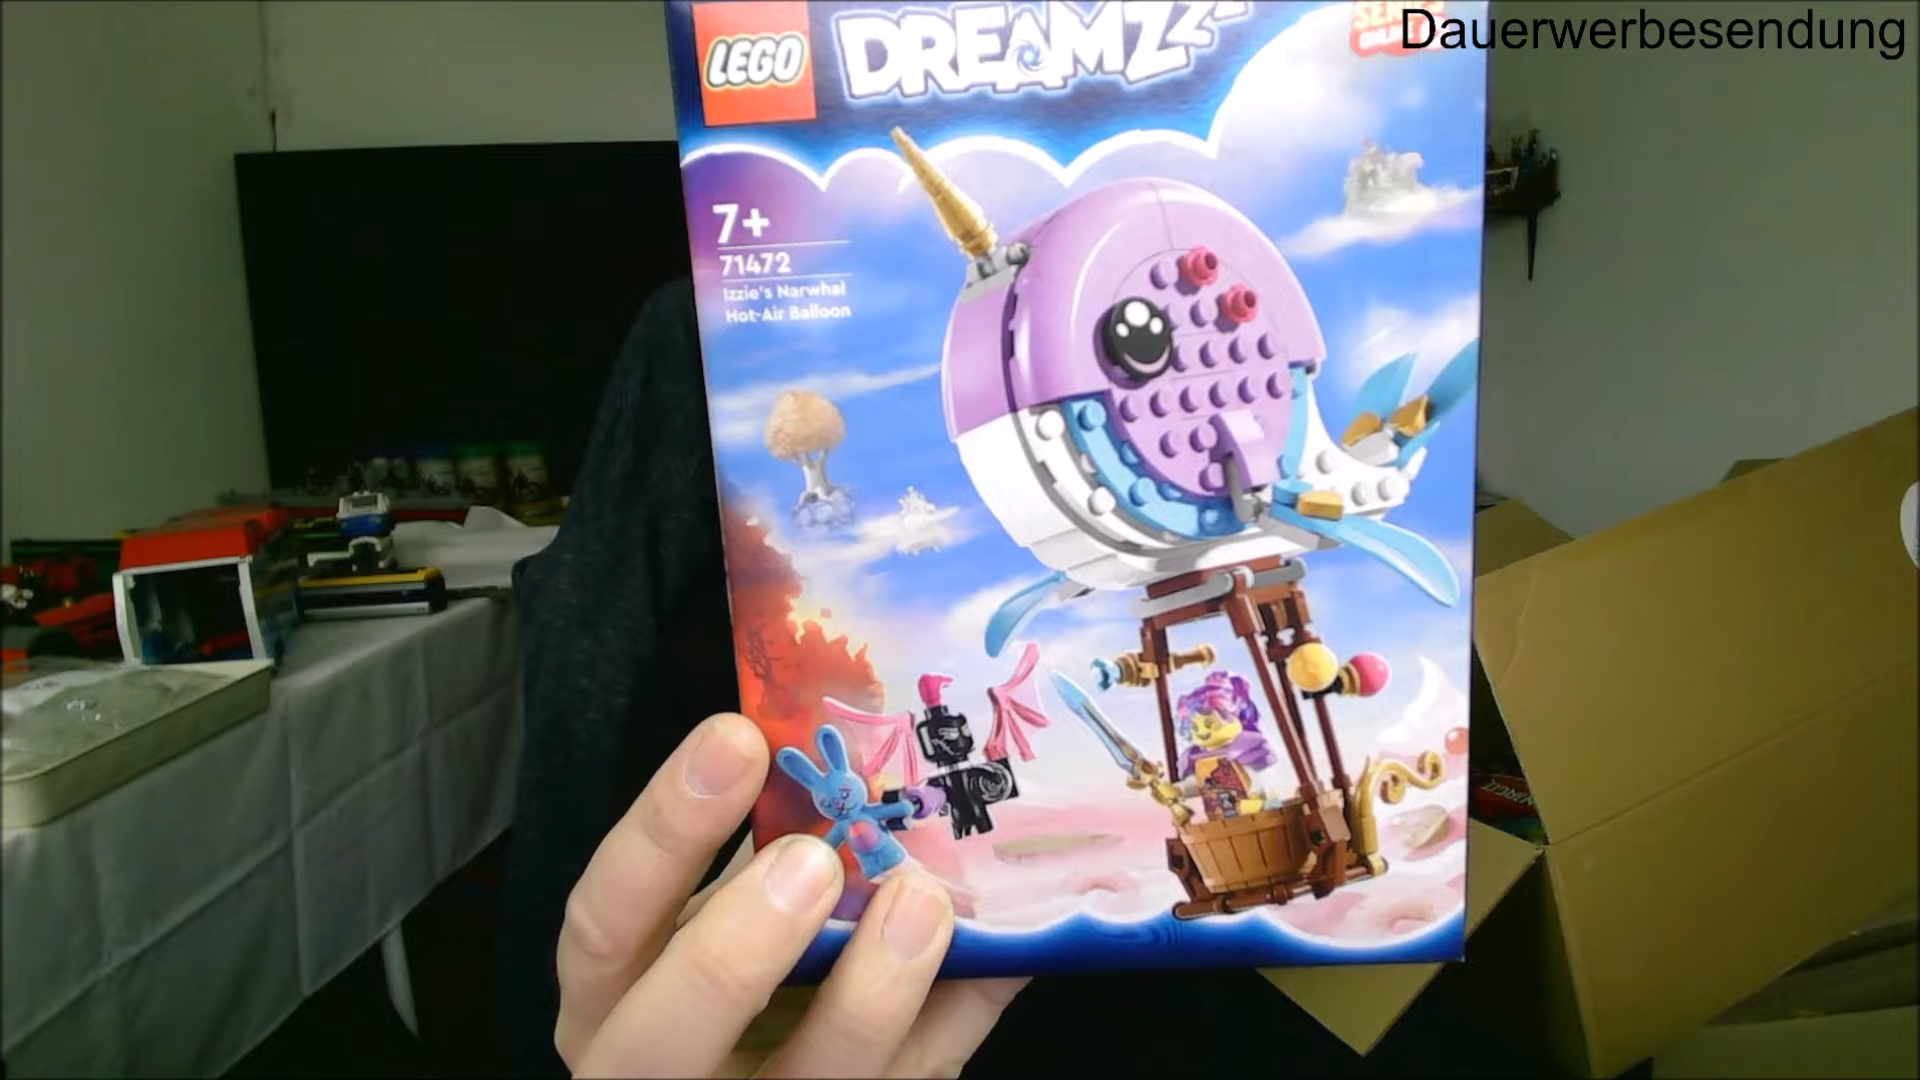 Dauerwerbesendung
LEGO
DREAMZzz
7+
71472
Izzie's Narwhal
Hot-Air Balloon